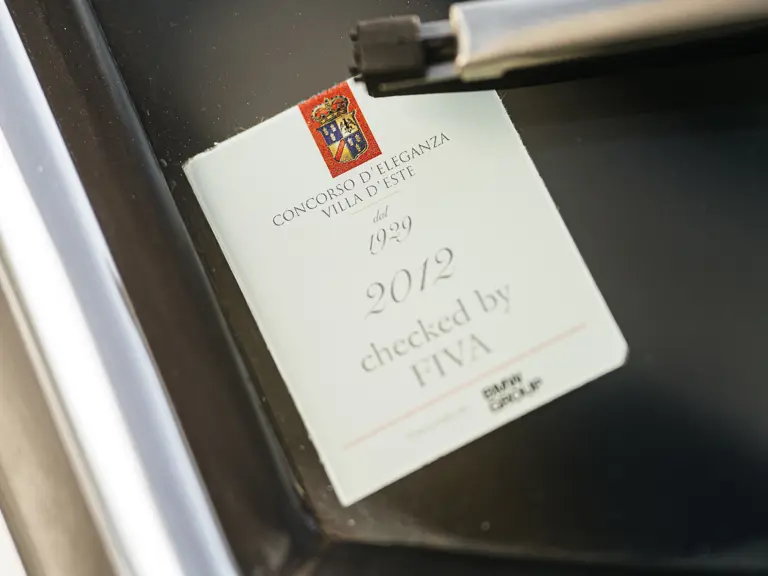 CONCORSO D'ELEGANZA
VILLA D'ESTE
dal
1929
2012
checked by
FIVA
BMW
GROUP